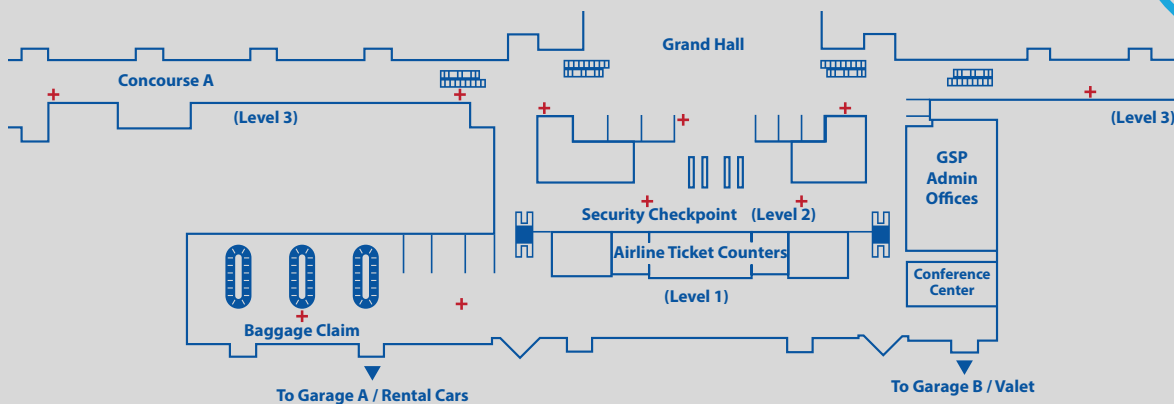 Grand Hall
Concourse A
(Level 3)
(Level 3)
GSP
Admin
Offices
Security Checkpoint (Level 2)
Airline Ticket Counters
Conference
Center
(Level 1)
Baggage Claim
To Garage A / Rental Cars
To Garage B / Valet